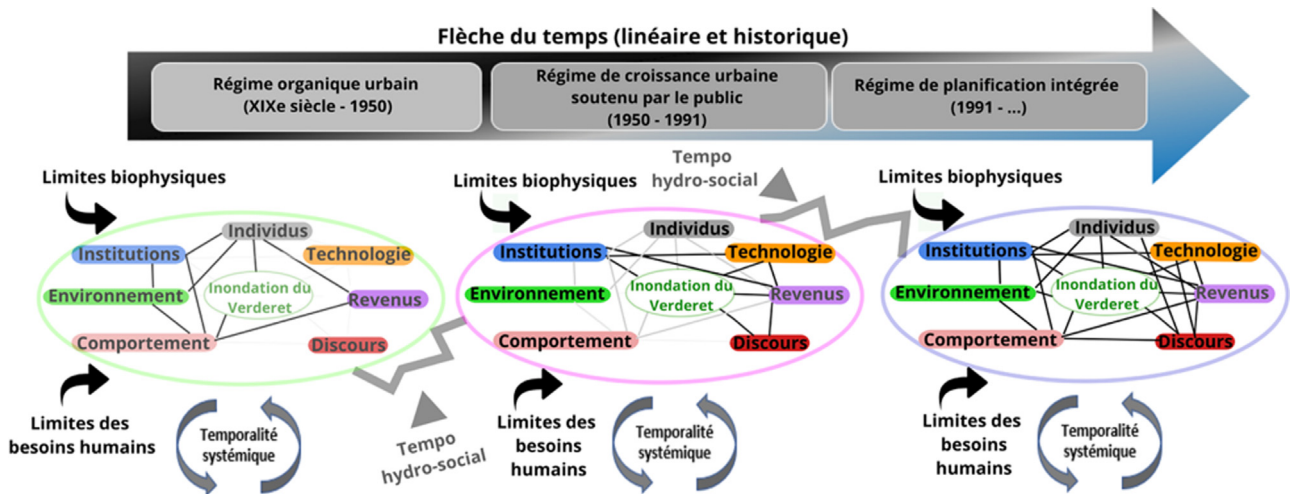 Flèche du temps (linéaire et historique)
Régime organique urbain
(XIXe siècle - 1950)
Régime de croissance urbaine
soutenu par le public
(1950 - 1991)
Régime de planification intégrée
(1991 - ...)
Limites biophysiques
Individus
Institutions
Technologie
Environnement
Inondation du
Verderet
Revenus
Comportement
Discours
Limites des
besoins humains
Temporalité
systémique
Tempo
hydro-social
Limites biophysiques
Individus
Institutions
Technologie
Environnement
Inondation du
Verderet
Revenus
Comportement
Discours
Limites des
besoins
humains
Temporalité
systémique
Tempo
hydro-social
Limites biophysiques
Individus
Institutions
Technologie
Environnement
Inondation du
Verderet
Revenus
Comportement
Discours
Limites des
besoins
humains
Temporalité
systémique